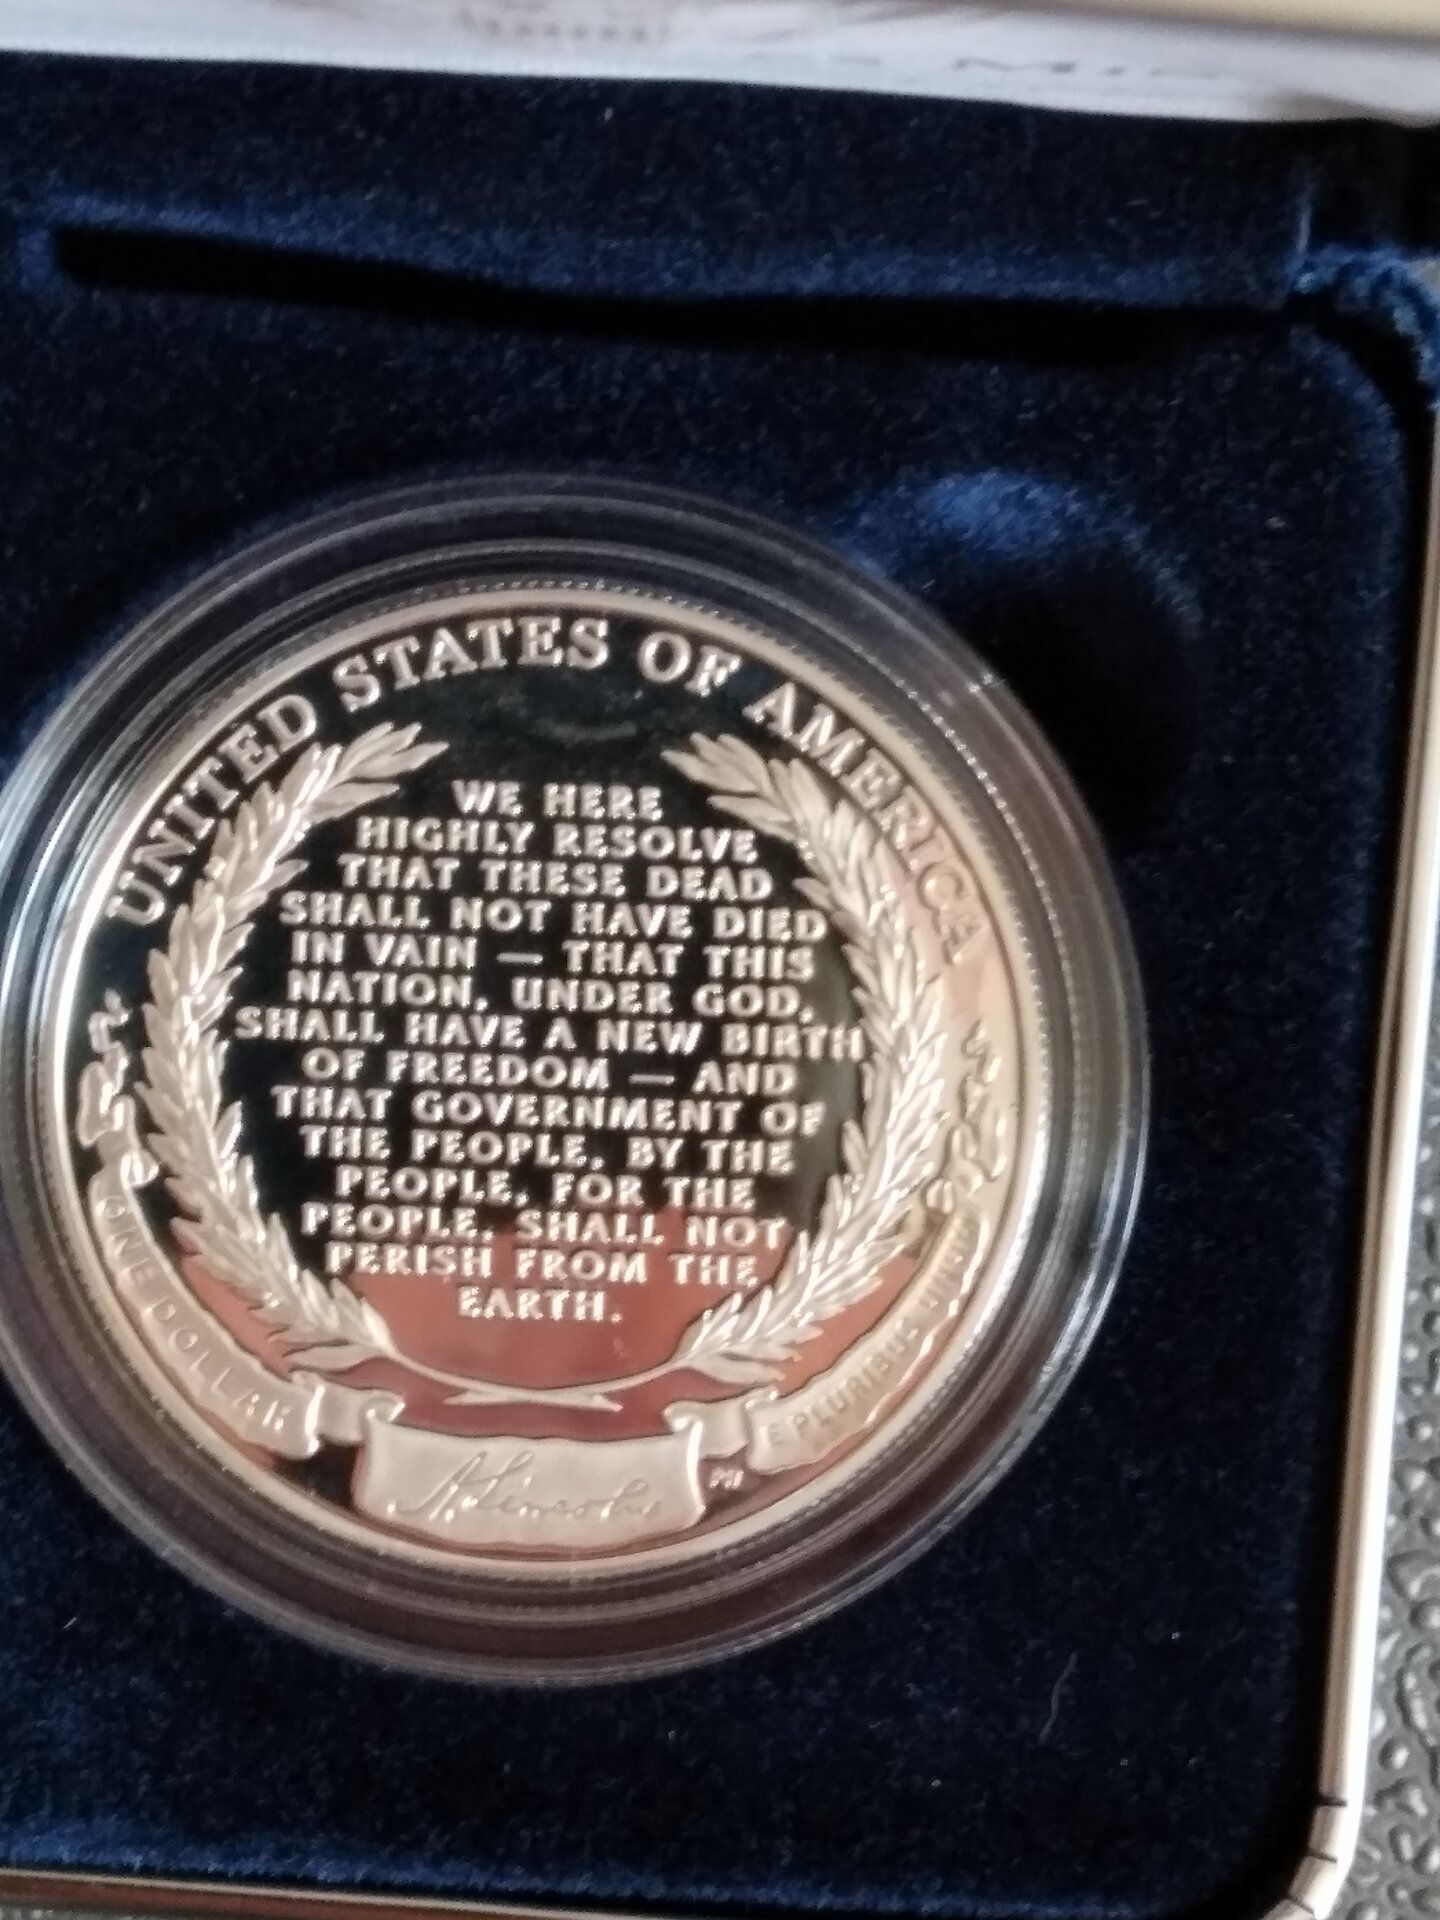 UNITED STATES OF AMERICA
WE HERE
HIGHLY RESOLVE
THAT THESE DEAD
SHALL NOT HAVE DIED
IN VAIN — THAT THIS
NATION, UNDER GOD,
SHALL HAVE A NEW BIRTH
OF FREEDOM — AND
THAT GOVERNMENT OF
THE PEOPLE, BY THE
PEOPLE, FOR THE
PEOPLE, SHALL NOT
PERISH FROM THE
EARTH.
ONE DOLLAR
A. Lincoln
E PLURIBUS UNUM